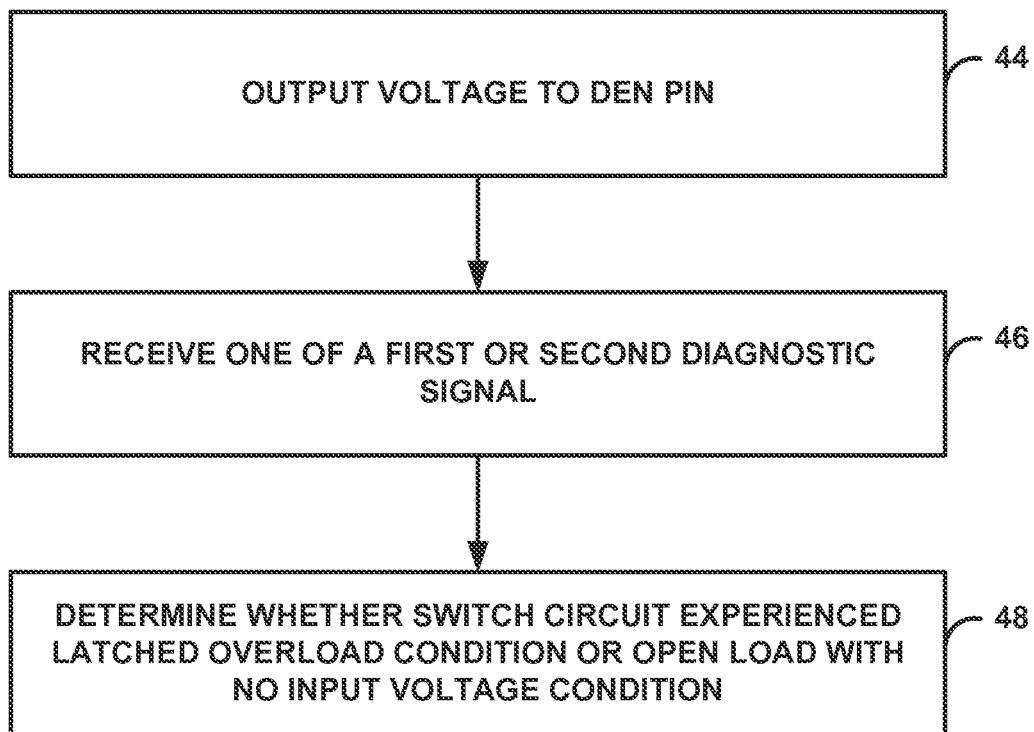 OUTPUT VOLTAGE TO DEN PIN
44
RECEIVE ONE OF A FIRST OR SECOND DIAGNOSTIC
SIGNAL
46
DETERMINE WHETHER SWITCH CIRCUIT EXPERIENCED
LATCHED OVERLOAD CONDITION OR OPEN LOAD WITH
NO INPUT VOLTAGE CONDITION
48